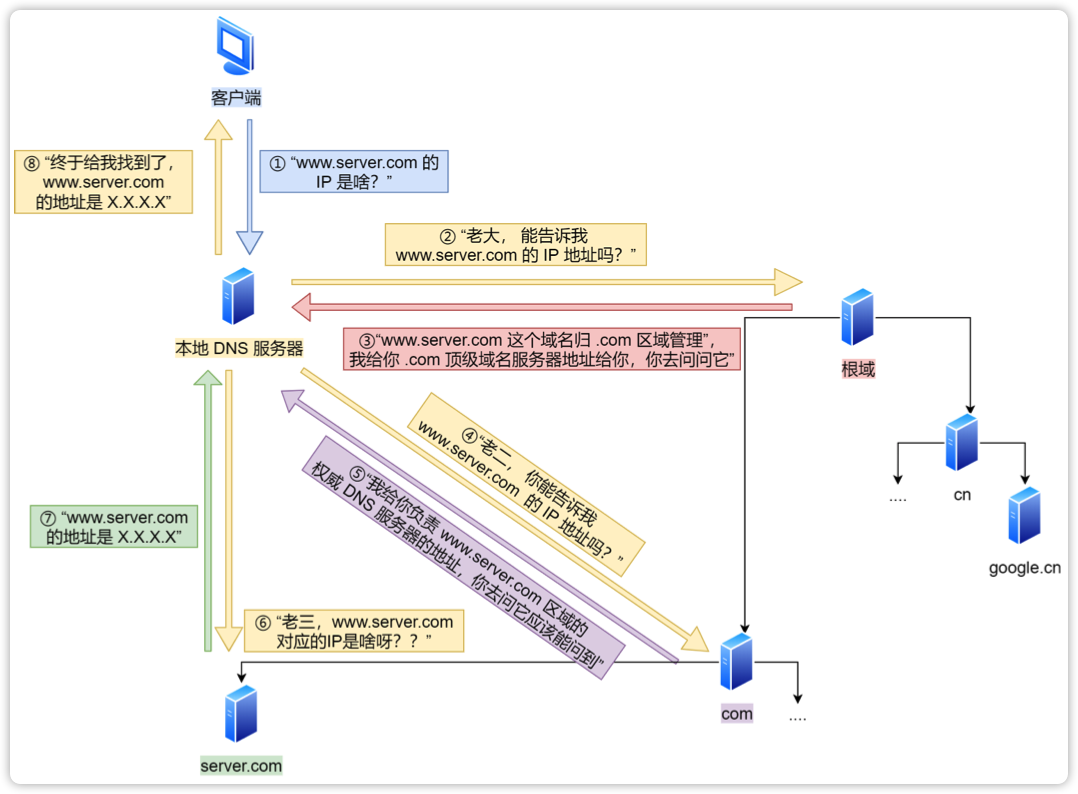 客户端
⑧ “终于给我找到了，
www.server.com
的地址是 X.X.X.X”
① “www.server.com 的
IP 是啥？”
② “老大， 能告诉我
www.server.com 的 IP 地址吗？”
本地 DNS 服务器
③“www.server.com 这个域名归 .com 区域管理”，
我给你 .com 顶级域名服务器地址给你，你去问问它”
根域
④“老二，你能告诉我
www.server.com 的 IP 地址吗？”
⑤“我给你负责 www.server.com 区域的
权威 DNS 服务器的地址，你去问它应该能问到”
....
cn
google.cn
⑦ “www.server.com
的地址是 X.X.X.X”
⑥ “老三，www.server.com
对应的IP是啥呀？？”
com
....
server.com